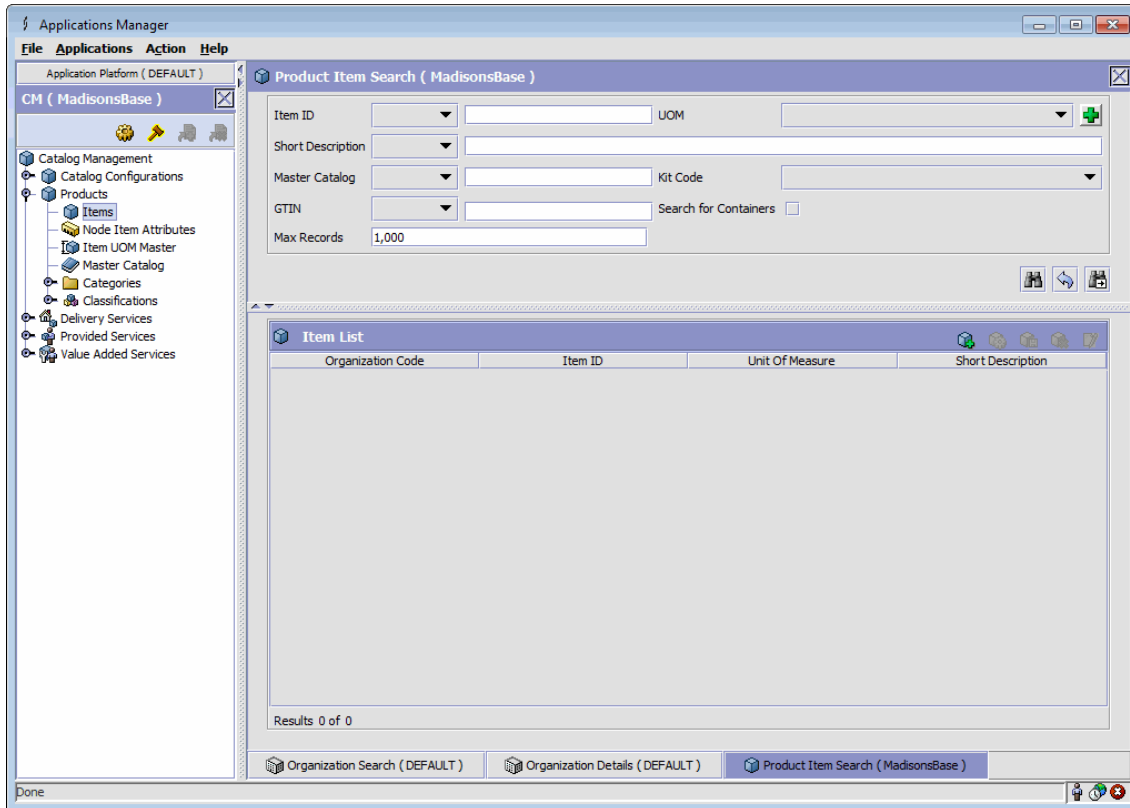 Applications Manager
File Applications Action Help
Application Platform ( DEFAULT )
CM ( MadisonsBase )
Catalog Management
Catalog Configurations
Products
Items
Node Item Attributes
Item UOM Master
Master Catalog
Categories
Classifications
Delivery Services
Provided Services
Value Added Services
Product Item Search ( MadisonsBase )
Item ID UOM
Short Description
Master Catalog Kit Code
GTIN Search for Containers
Max Records 1,000
Item List
Organization Code Item ID Unit Of Measure Short Description
Results 0 of 0
Organization Search ( DEFAULT ) Organization Details ( DEFAULT ) Product Item Search ( MadisonsBase )
Done